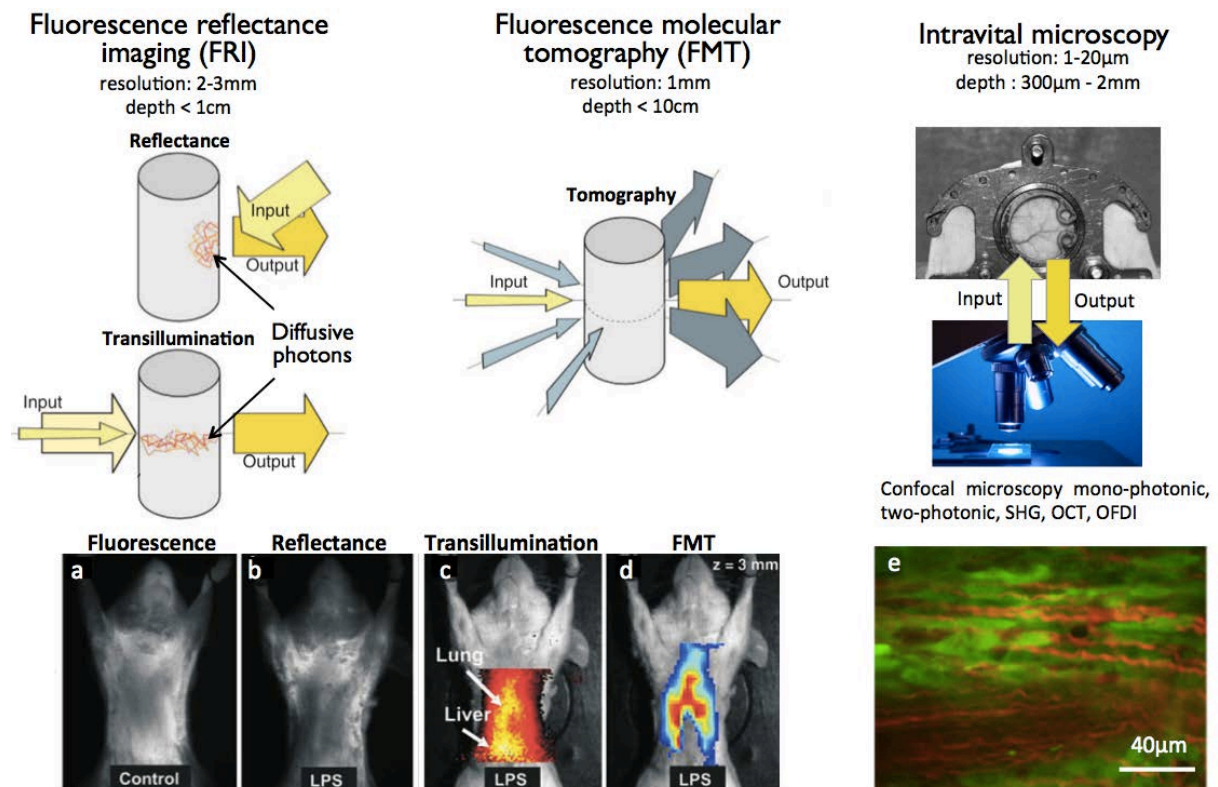 Fluorescence reflectance
imaging (FRI)
resolution: 2-3mm
depth < 1cm
Reflectance
Input
Output
Transillumination
Diffusive
photons
Input
Output
Fluorescence molecular
tomography (FMT)
resolution: 1mm
depth < 10cm
Tomography
Input
Output
Intravital microscopy
resolution: 1-20µm
depth : 300µm - 2mm
Input
Output
Confocal microscopy mono-photonic,
two-photonic, SHG, OCT, OFDI
Fluorescence
a
Control
Reflectance
b
LPS
Transillumination
c
Lung
Liver
LPS
FMT
d
z = 3 mm
LPS
e
40µm